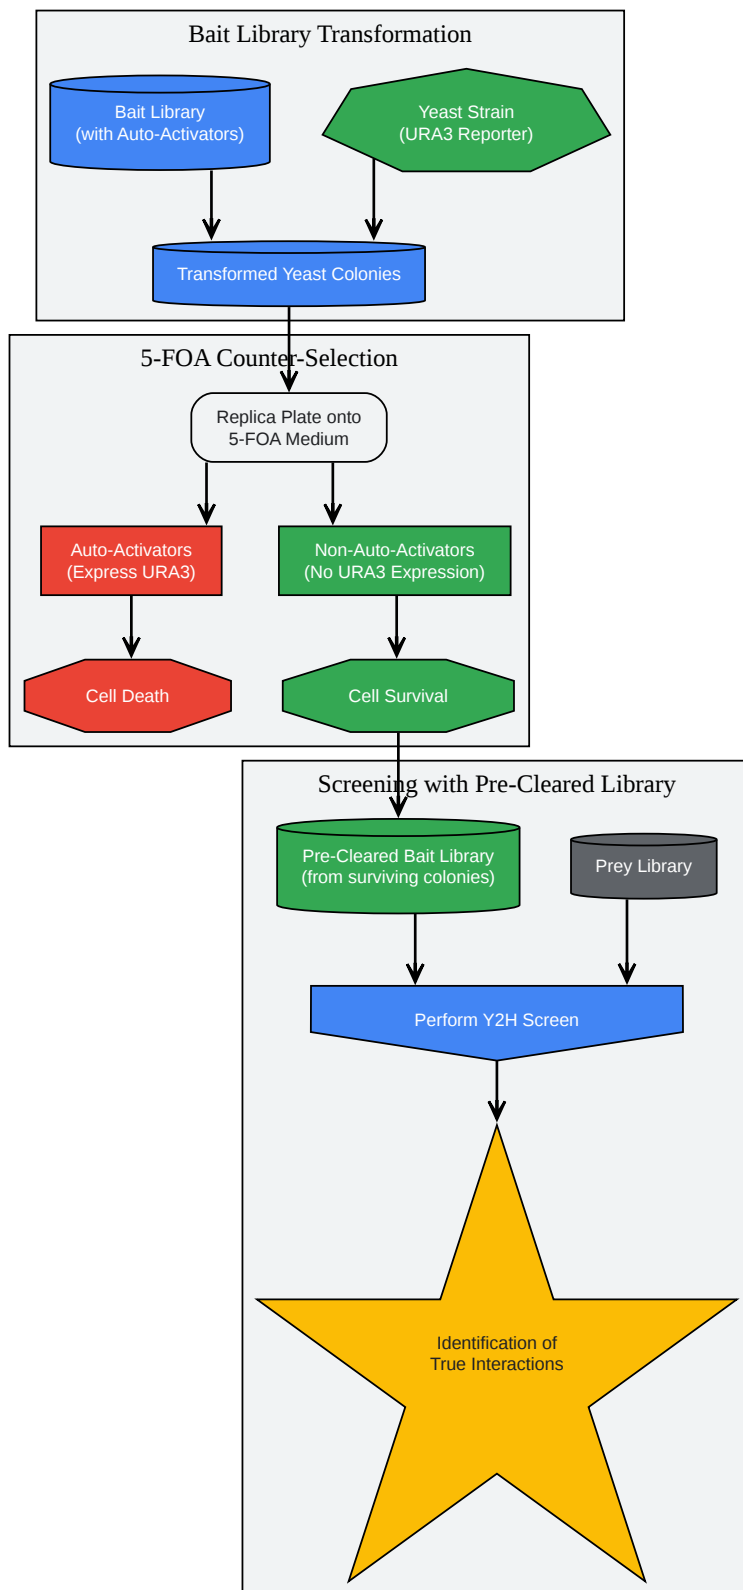 Bait Library Transformation
Bait Library
(with Auto-Activators)
Yeast Strain
(URA3 Reporter)
Transformed Yeast Colonies
5-FOA Counter-Selection
Replica Plate onto
5-FOA Medium
Auto-Activators
(Express URA3)
Non-Auto-Activators
(No URA3 Expression)
Cell Death
Cell Survival
Screening with Pre-Cleared Library
Pre-Cleared Bait Library
(from surviving colonies)
Prey Library
Perform Y2H Screen
Identification of
True Interactions